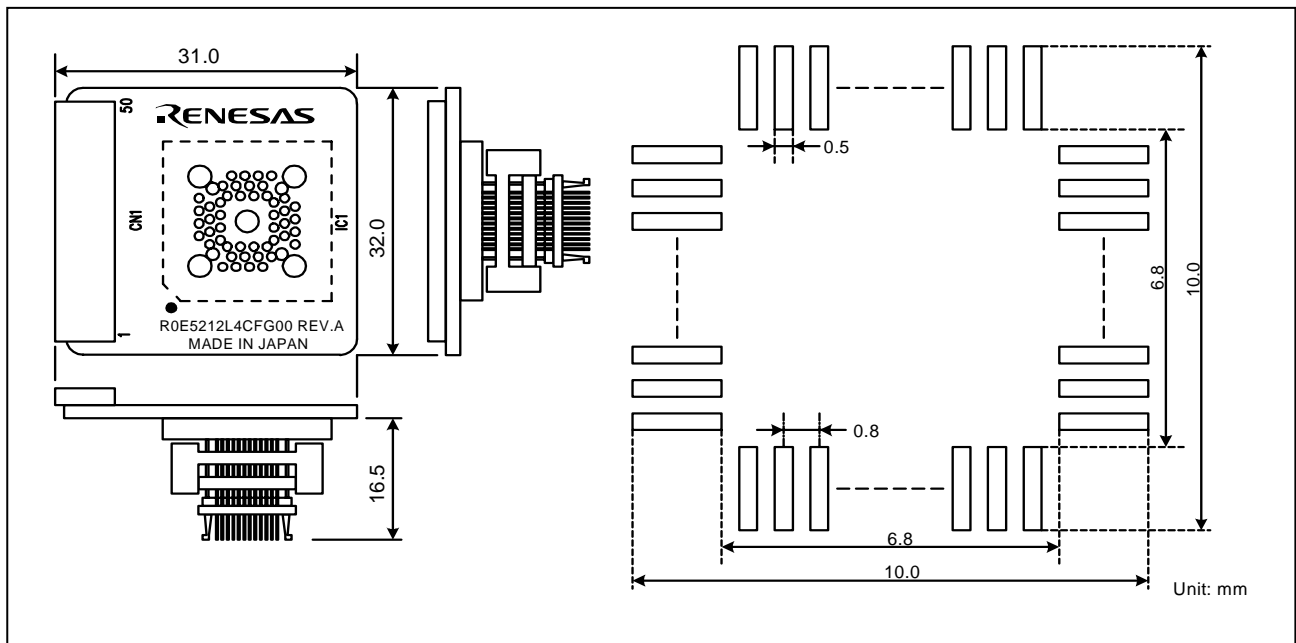 31.0
50
RENESAS
CN1
IC1
32.0
1
R0E5212L4CFG00 REV.A
MADE IN JAPAN
16.5
0.5
6.8
10.0
0.8
6.8
10.0
Unit: mm